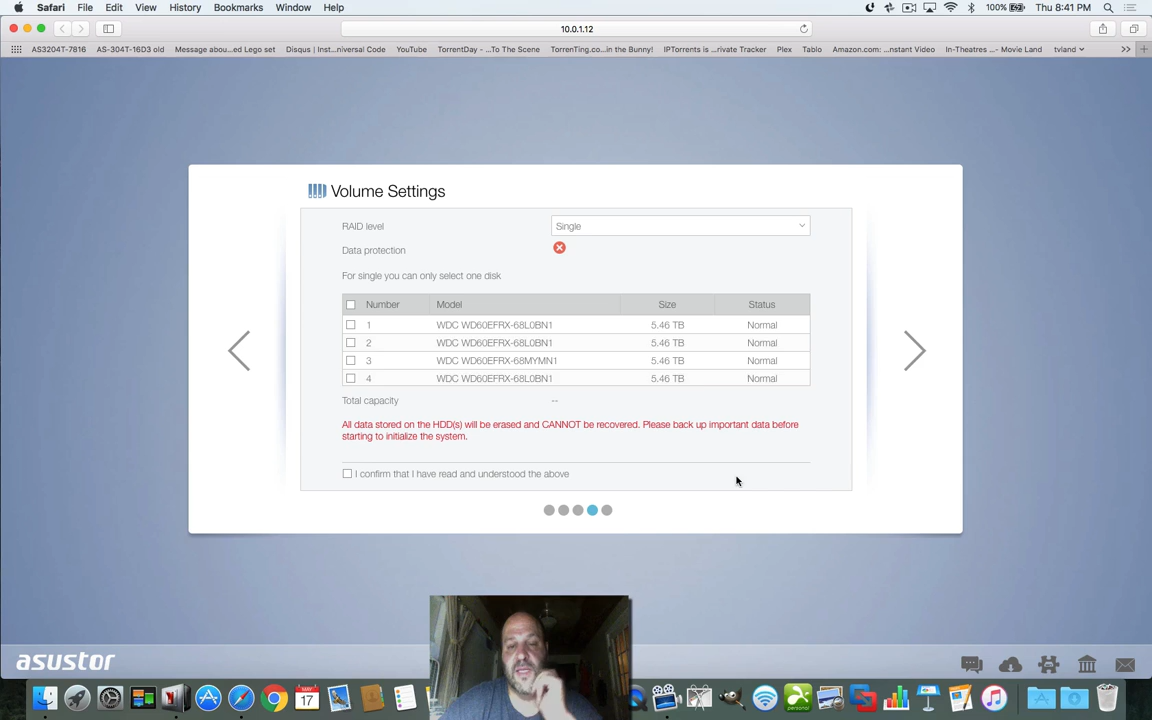 Safari File Edit View History Bookmarks Window Help 100% Thu 8:41 PM
10.0.1.12
AS3204T-7816 AS-304T-16D3 old Message abou...ed Lego set Disqus | Inst...niversal Code YouTube TorrentDay - ...To The Scene TorrenTing.co...in the Bunny! IPTorrents is ...rivate Tracker Plex Tablo Amazon.com: ...nstant Video In-Theatres ...- Movie Land tvland
Volume Settings
RAID level Single
Data protection
For single you can only select one disk
Number Model Size Status
1 WDC WD60EFRX-68L0BN1 5.46 TB Normal
2 WDC WD60EFRX-68L0BN1 5.46 TB Normal
3 WDC WD60EFRX-68MYMN1 5.46 TB Normal
4 WDC WD60EFRX-68L0BN1 5.46 TB Normal
Total capacity --
All data stored on the HDD(s) will be erased and CANNOT be recovered. Please back up important data before
starting to initialize the system.
I confirm that I have read and understood the above
asustor
17